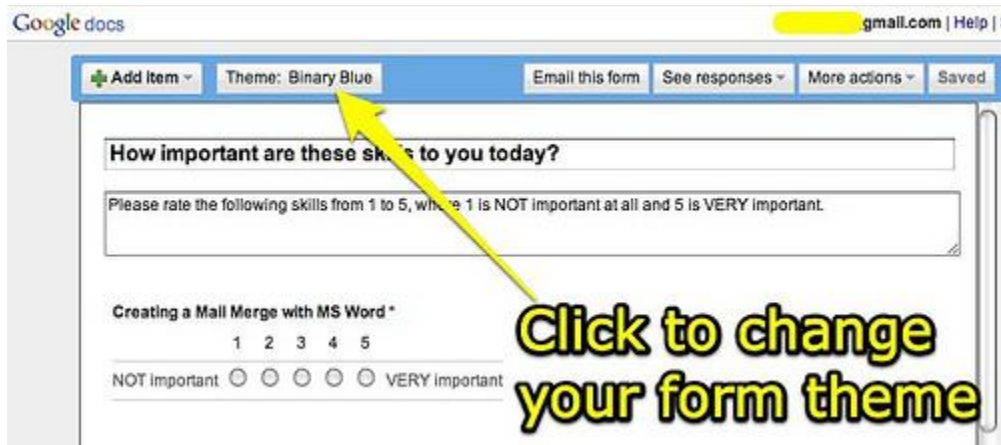 Google docs
gmail.com | Help |
Add item
Theme: Binary Blue
Email this form
See responses
More actions
Saved
How important are these skills to you today?
Please rate the following skills from 1 to 5, where 1 is NOT important at all and 5 is VERY important.
Creating a Mail Merge with MS Word *
1 2 3 4 5
NOT important VERY important
Click to change
your form theme